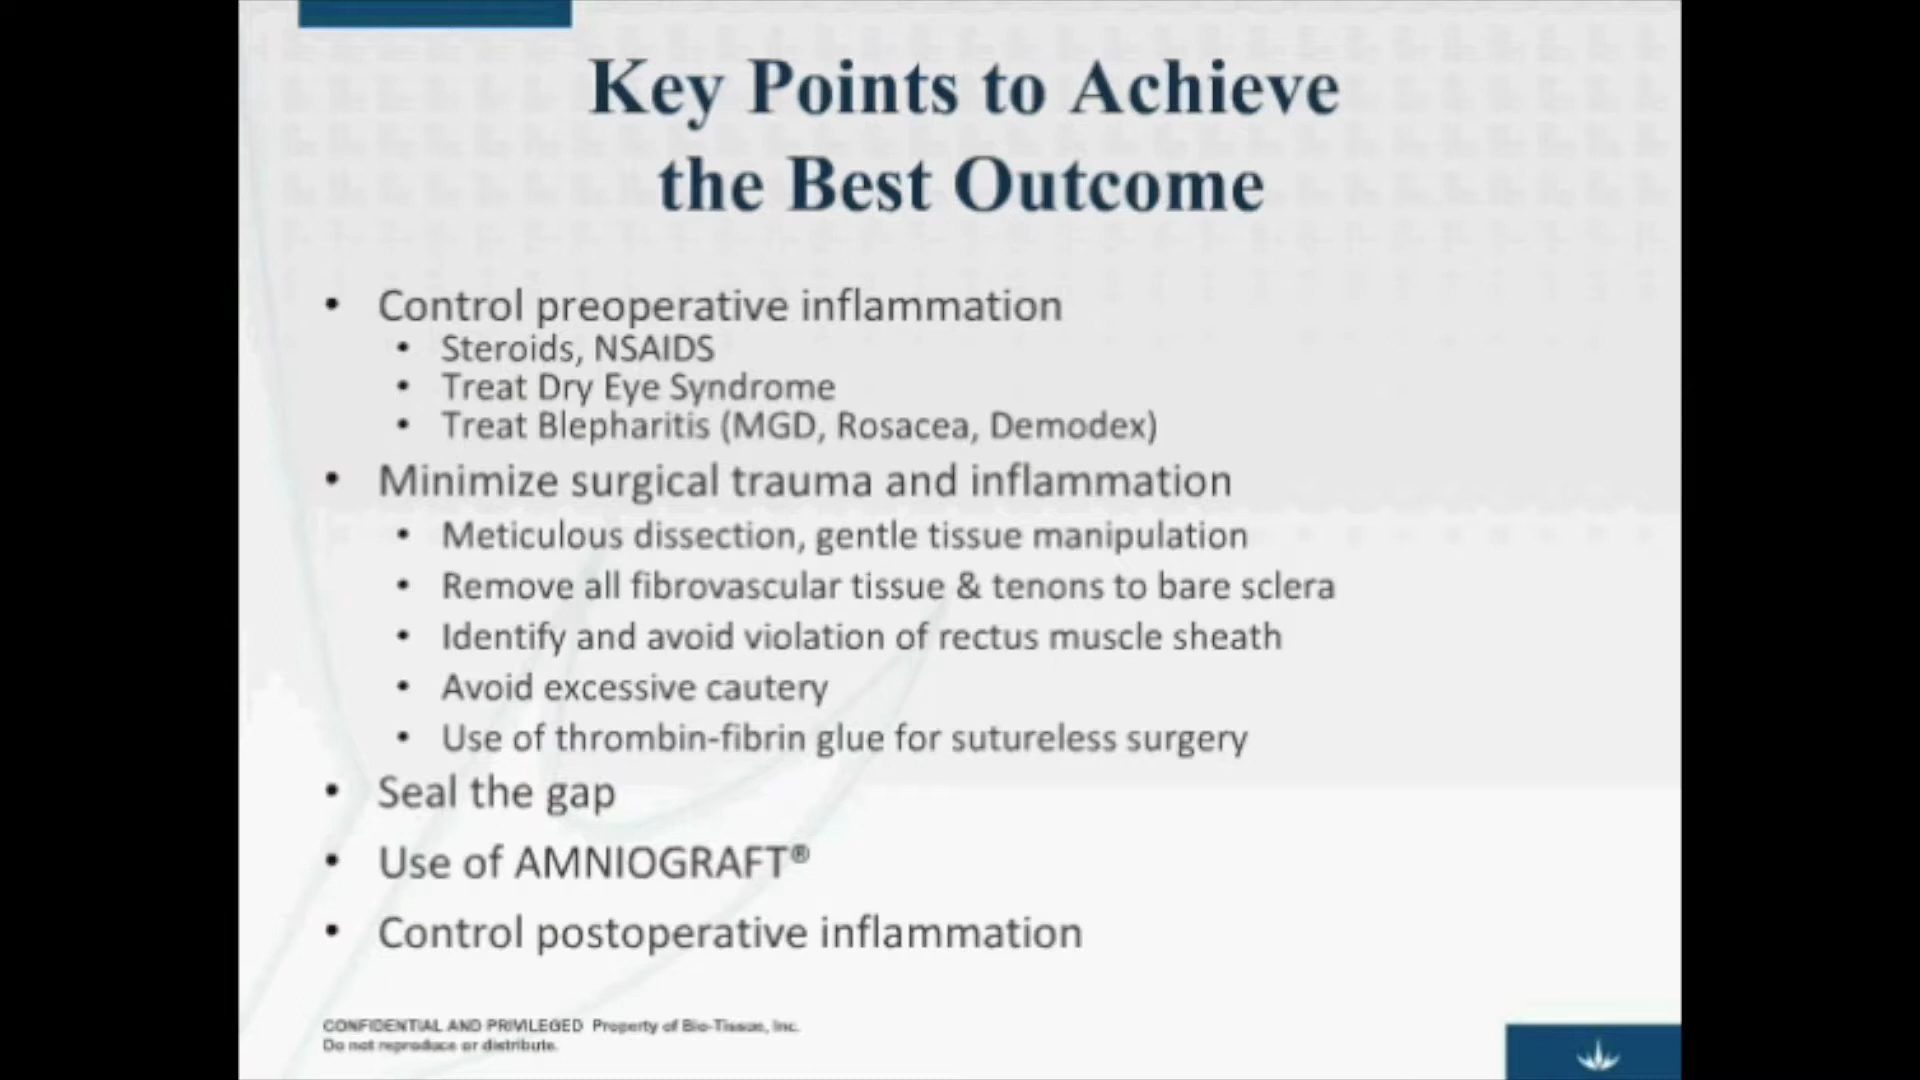 Key Points to Achieve
the Best Outcome
• Control preoperative inflammation
• Steroids, NSAIDS
• Treat Dry Eye Syndrome
• Treat Blepharitis (MGD, Rosacea, Demodex)
• Minimize surgical trauma and inflammation
• Meticulous dissection, gentle tissue manipulation
• Remove all fibrovascular tissue & tenons to bare sclera
• Identify and avoid violation of rectus muscle sheath
• Avoid excessive cautery
• Use of thrombin-fibrin glue for sutureless surgery
• Seal the gap
• Use of AMNIOGRAFT®
• Control postoperative inflammation
CONFIDENTIAL AND PRIVILEGED Property of Bio-Tissue, Inc.
Do not reproduce or distribute.